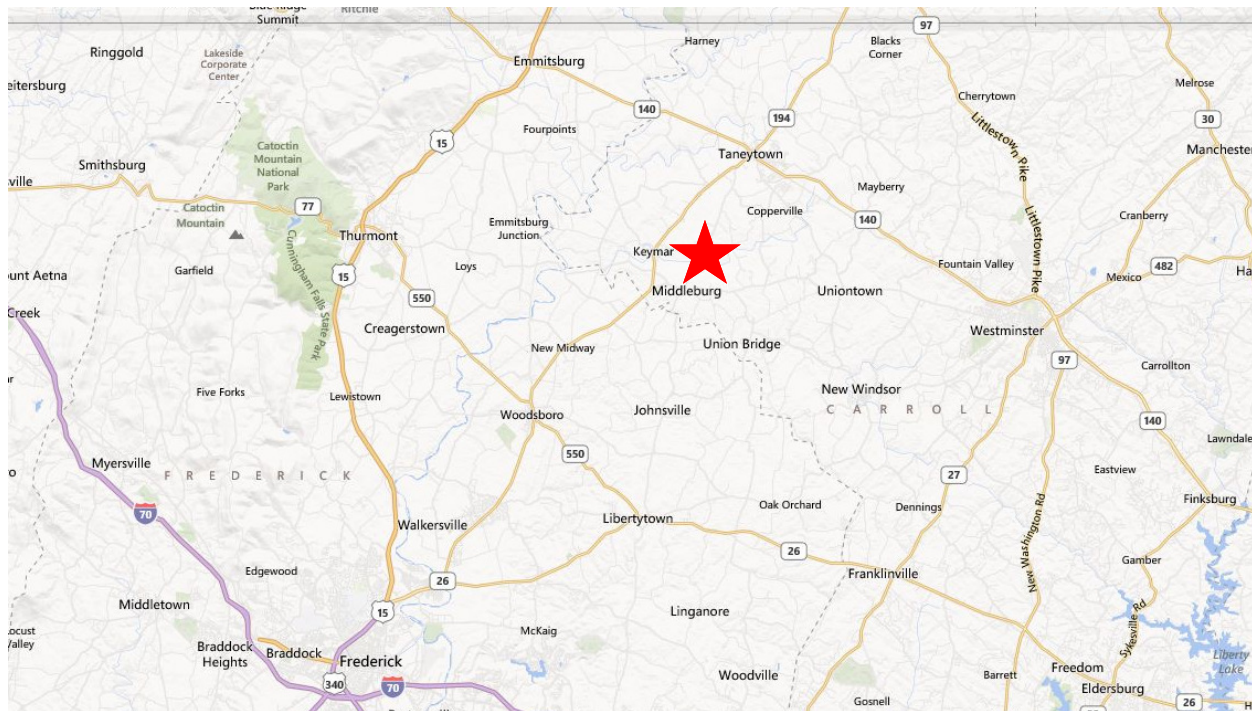 Ritchie
Summit
97
Ringgold
Harney
Blacks
Corner
Lakeside
Corporate
Center
Emmitsburg
Melrose
Cherrytown
140
194
30
Fourpoints
Littlestown Pike
15
Catoctin
Mountain
National
Park
Manchester
Taneytown
Smithsburg
Mayberry
77
Catoctin
Mountain
Copperville
Cranberry
140
Emmitsburg
Junction
Thurmont
Littlestown Pike
Keymar
Loys
Fountain Valley
482
Garfield
15
Mexico
Cunningham Falls State Park
Middleburg
Uniontown
550
Creek
Creagerstown
Westminster
Union Bridge
New Midway
97
Carrollton
Five Forks
Lewistown
New Windsor
CARROLL
Woodsboro
Johnsville
140
Lawndale
550
Myersville
FREDERICK
27
Eastview
Finksburg
Oak Orchard
Dennings
70
Walkersville
Libertytown
New Washington Rd
26
Gamber
Edgewood
26
Franklinville
Middletown
15
Linganore
Sykesville Rd
McKaig
Braddock
Heights
Braddock
Liberty
Lake
Frederick
Woodville
Barrett
Freedom
340
70
Eldersburg
Gosnell
26